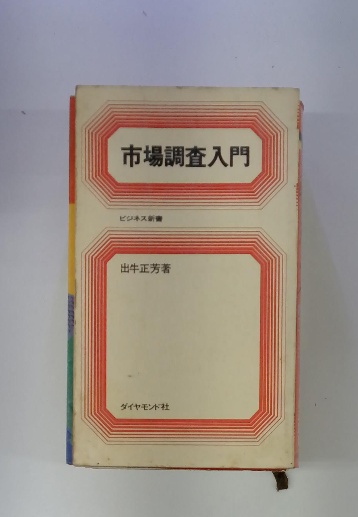 市場調査入門
ビジネス新書
出牛正芳著
ダイヤモンド社